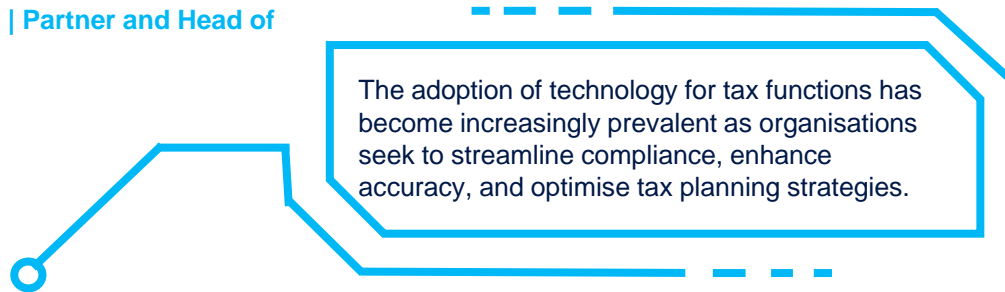 | Partner and Head of
The adoption of technology for tax functions has
become increasingly prevalent as organisations
seek to streamline compliance, enhance
accuracy, and optimise tax planning strategies.